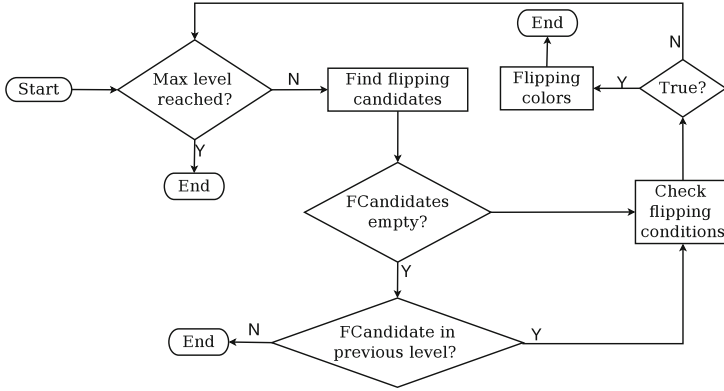 End
N
Start
Max level
reached?
N
Find flipping
candidates
Flipping
colors
Y
True?
Y
End
FCandidates
empty?
Check
flipping
conditions
Y
End
N
FCandidate in
previous level?
Y